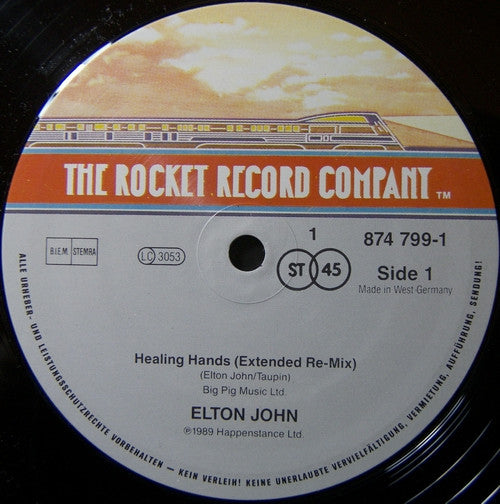 THE ROCKET RECORD COMPANY TM
B.I.E.M. STEMRA
LC 3053
1
874 799-1
ST 45
Side 1
Made in West Germany
Healing Hands (Extended Re-Mix)
(Elton John/Taupin)
Big Pig Music Ltd.
ELTON JOHN
℗1989 Happenstance Ltd.
ALLE URHEBER- UND LEISTUNGSSCHUTZRECHTE VORBEHALTEN – KEIN VERLEIH! KEINE UNERLAUBTE VERVIELFÄLTIGUNG, VERMIETUNG, AUFFÜHRUNG, SENDUNG!